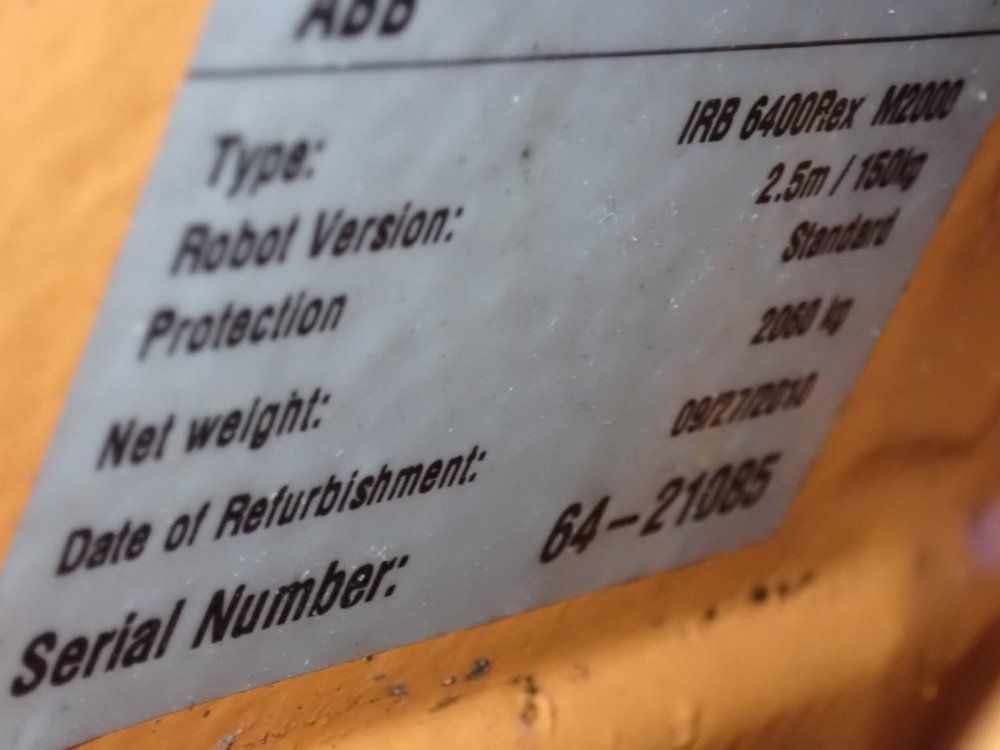 ABB
Type: IRB 6400Rex M2000
Robot Version: 2.5m / 150kg
Protection Standard
Net weight: 2060 kg
Date of Refurbishment: 09/27/2010
Serial Number: 64-21085